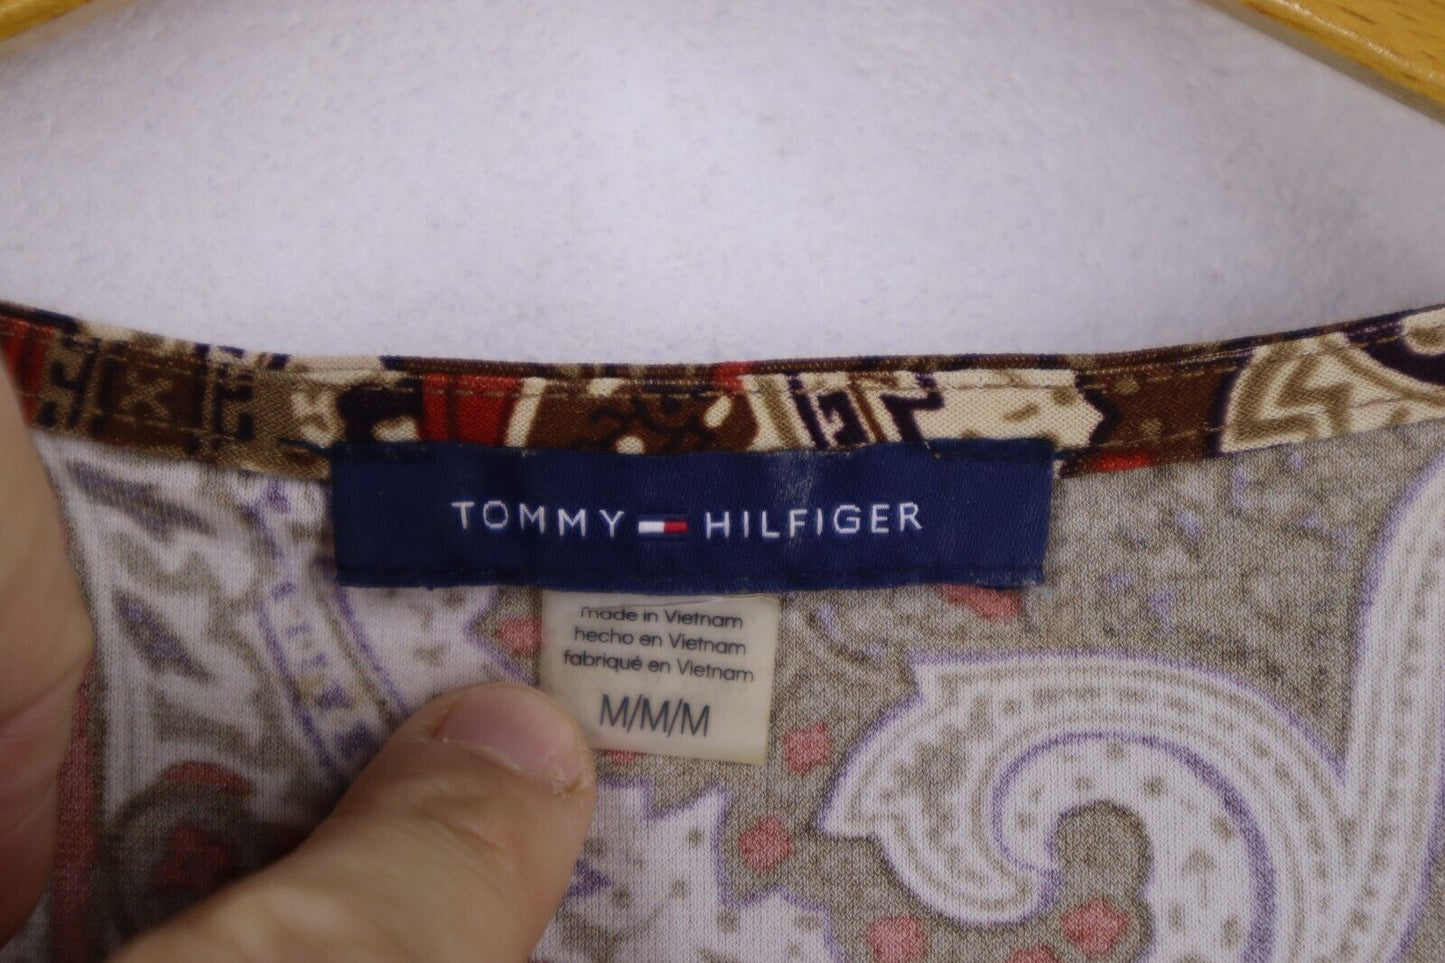 TOMMY HILFIGER
made in Vietnam
hecho en Vietnam
fabriqué en Vietnam
M/M/M